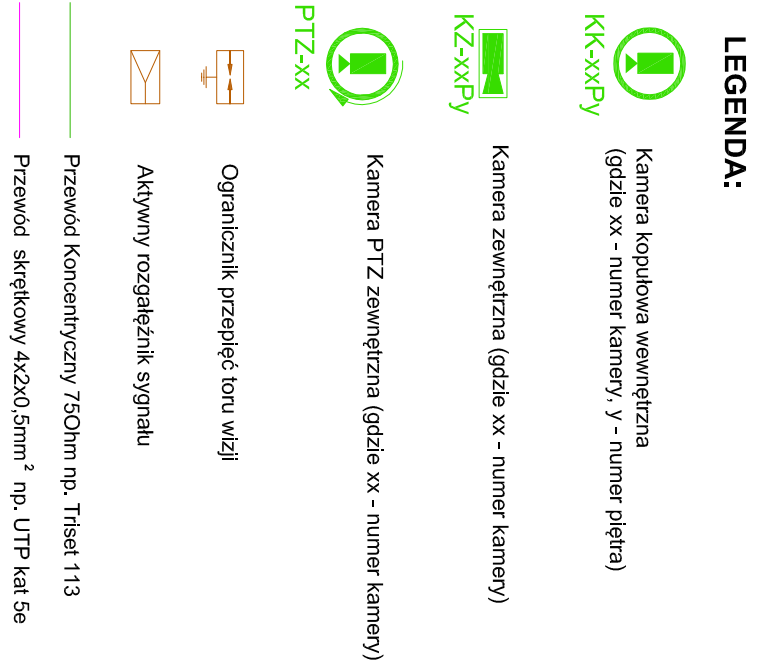 LEGENDA:
KK-xxPy
Kamera kopułowa wewnętrzna
(gdzie xx - numer kamery, y - numer piętra)
KZ-xxPy
Kamera zewnętrzna (gdzie xx - numer kamery)
PTZ-xx
Kamera PTZ zewnętrzna (gdzie xx - numer kamery)
Ogranicznik przepięć toru wizji
Aktywny rozgałęźnik sygnału
Przewód Koncentryczny 75Ohm np. Triset 113
Przewód skrętkowy 4x2x0,5mm² np. UTP kat 5e